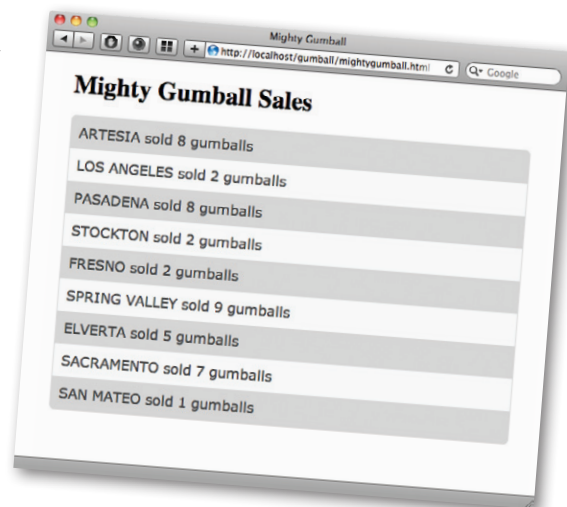 Mighty Gumball
http://localhost/gumball/mightygumball.html
Google
Mighty Gumball Sales
ARTESIA sold 8 gumballs
LOS ANGELES sold 2 gumballs
PASADENA sold 8 gumballs
STOCKTON sold 2 gumballs
FRESNO sold 2 gumballs
SPRING VALLEY sold 9 gumballs
ELVERTA sold 5 gumballs
SACRAMENTO sold 7 gumballs
SAN MATEO sold 1 gumballs